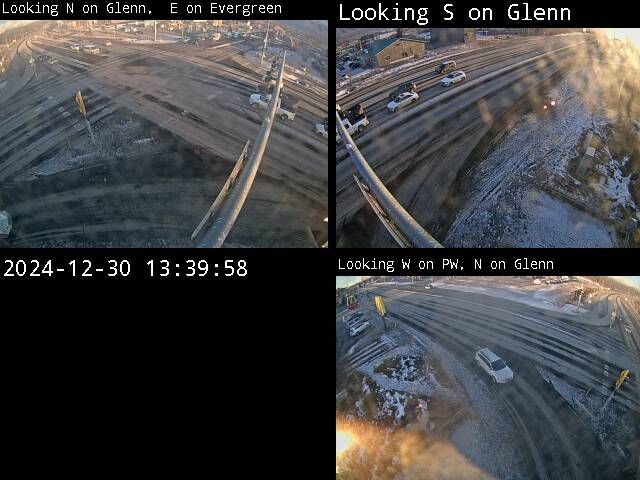 Looking N on Glenn,  E on Evergreen
Looking S on Glenn
2024-12-30 13:39:58
Looking W on PW, N on Glenn